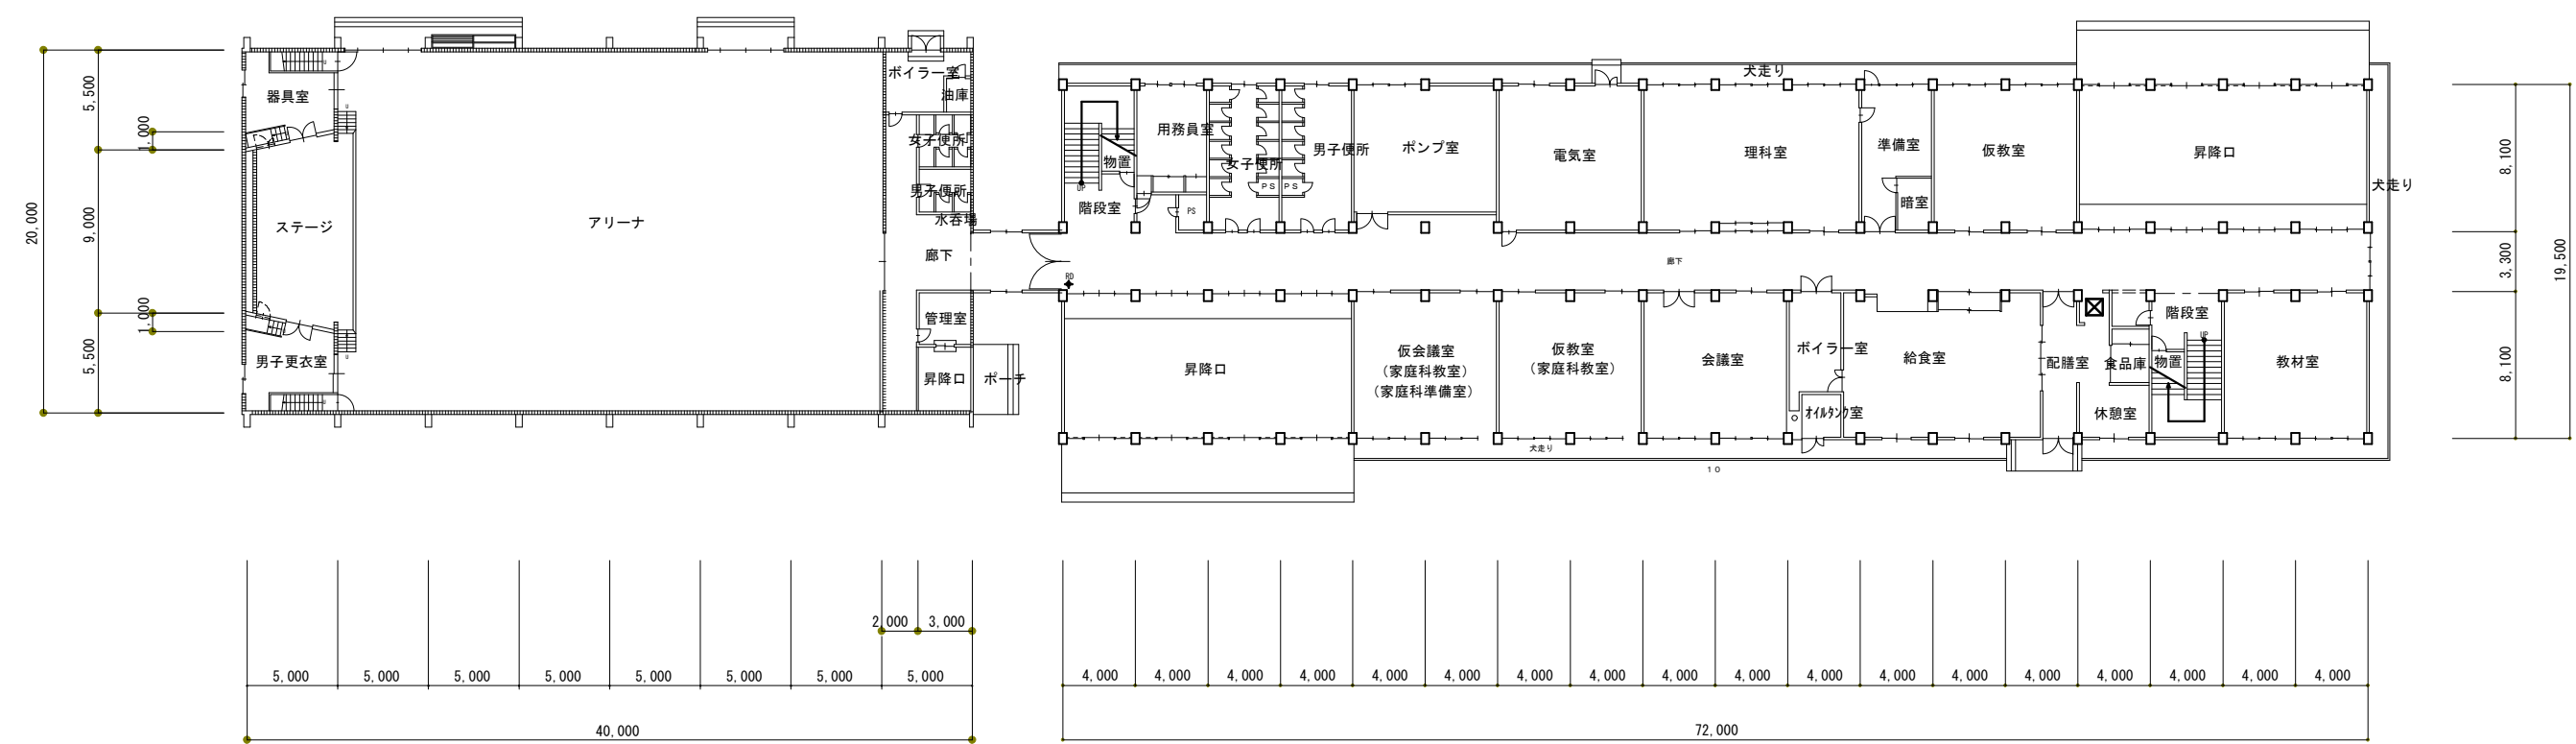 犬走り
ボイラー室
油庫
器具室
女子便所
男子便所
水呑場
ステージ
アリーナ
廊下
管理室
男子更衣室
昇降口
ポーチ
用務員室
物置
UP
階段室
PS
女子便所
PS PS
男子便所
ポンプ室
電気室
理科室
準備室
暗室
仮教室
昇降口
犬走り
RD
廊下
昇降口
仮会議室
(家庭科教室)
(家庭科準備室)
仮教室
(家庭科教室)
会議室
ボイラー室
オイルタンク室
給食室
配膳室
食品庫
休憩室
階段室
UP
物置
教材室
犬走り
10
20,000
5,500
1,000
9,000
1,000
5,500
8,100
3,300
8,100
19,500
2,000 3,000
5,000 5,000 5,000 5,000 5,000 5,000 5,000 5,000
40,000
4,000 4,000 4,000 4,000 4,000 4,000 4,000 4,000 4,000 4,000 4,000 4,000 4,000 4,000 4,000 4,000 4,000 4,000
72,000